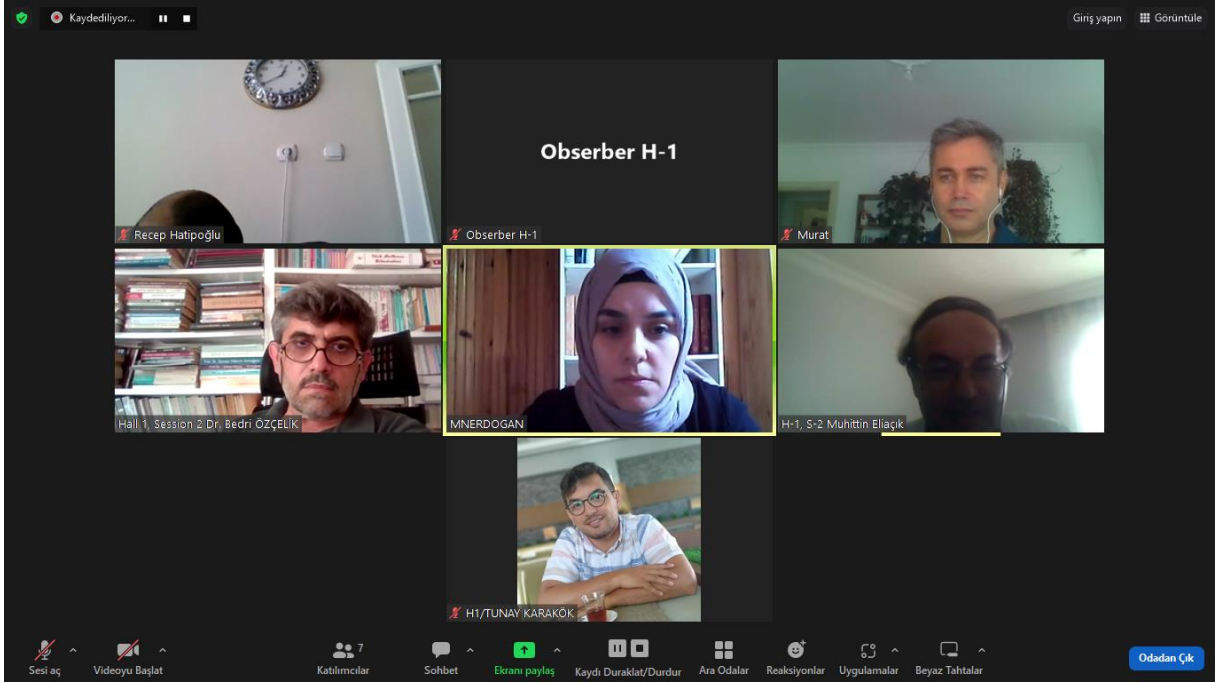 Kaydediliyor...
Giriş yapın
Görüntüle
Obserber H-1
Recep Hatipoğlu
Obserber H-1
Murat
Hall 1, Session 2 Dr. Bedri ÖZÇELİK
MNERDOGAN
H-1, S-2 Muhittin Eliaçık
H1/TUNAY KARAKÖK
7
Sesi aç
Videoyu Başlat
Katılımcılar
Sohbet
Ekranı paylaş
Kaydı Duraklat/Durdur
Ara Odalar
Reaksiyonlar
Uygulamalar
Beyaz Tahtalar
Odadan Çık